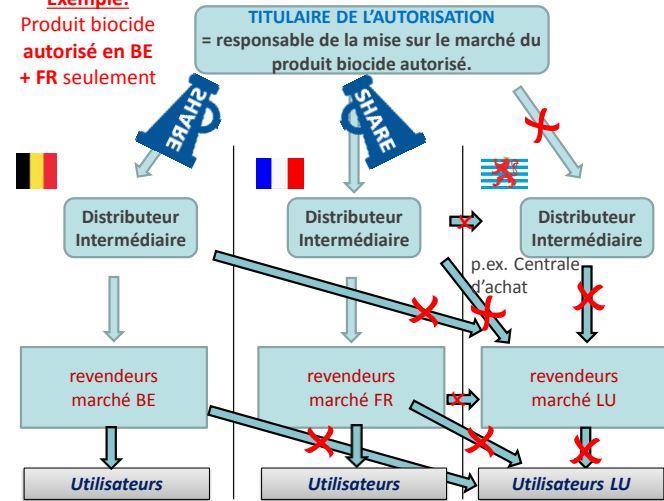 Exemple:
Produit biocide
autorisé en BE
+ FR seulement
TITULAIRE DE L'AUTORISATION
= responsable de la mise sur le marché du
produit biocide autorisé.
SHARE
SHARE
Distributeur
Intermédiaire
Distributeur
Intermédiaire
Distributeur
Intermédiaire
p.ex. Centrale
d'achat
revendeurs
marché BE
revendeurs
marché FR
revendeurs
marché LU
Utilisateurs
Utilisateurs
Utilisateurs LU